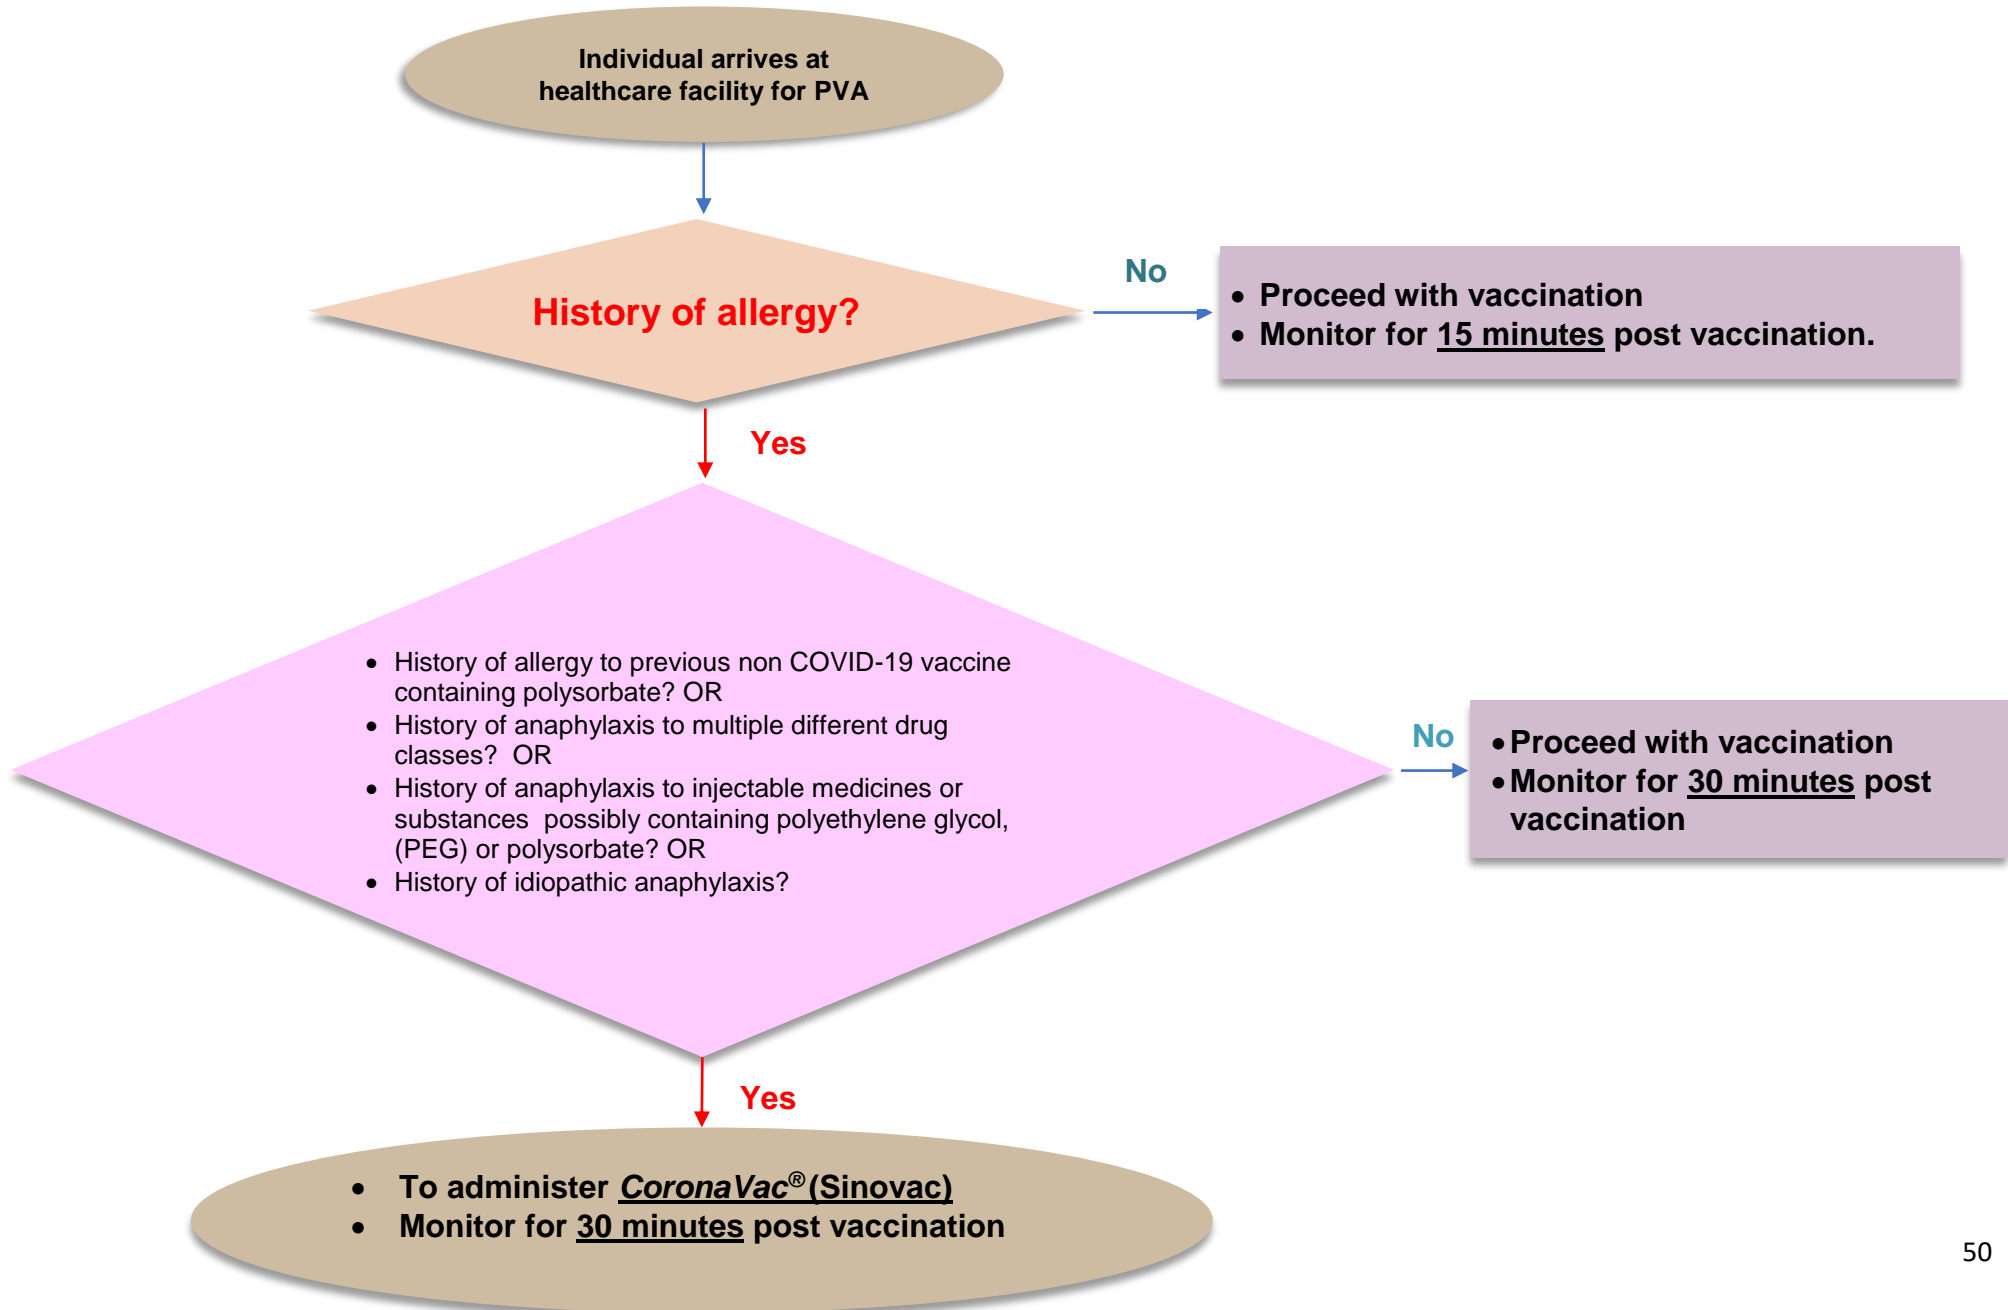 Individual arrives at
healthcare facility for PVA
History of allergy?
No
• Proceed with vaccination
• Monitor for 15 minutes post vaccination.
Yes
• History of allergy to previous non COVID-19 vaccine
containing polysorbate? OR
• History of anaphylaxis to multiple different drug
classes?  OR
• History of anaphylaxis to injectable medicines or
substances  possibly containing polyethylene glycol,
(PEG) or polysorbate? OR
• History of idiopathic anaphylaxis?
No
• Proceed with vaccination
• Monitor for 30 minutes post
vaccination
Yes
• To administer CoronaVac® (Sinovac)
• Monitor for 30 minutes post vaccination
50